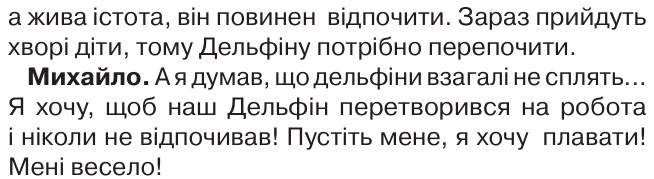 а жива істота, він повинен відпочити. Зараз прийдуть
хворі діти, тому Дельфіну потрібно перепочити.
Михайло. А я думав, що дельфіни взагалі не сплять...
Я хочу, щоб наш Дельфін перетворився на робота
і ніколи не відпочивав! Пустіть мене, я хочу плавати!
Мені весело!